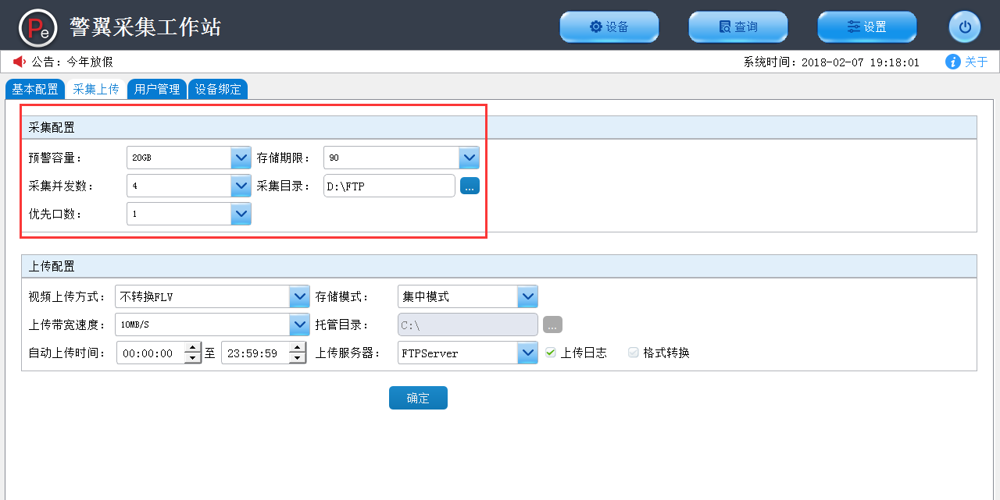 Pe 警翼采集工作站 设备 查询 设置
公告：今年放假 系统时间：2018-02-07 19:18:01 i 关于
基本配置 采集上传 用户管理 设备绑定
采集配置
预警容量： 20GB 存储期限： 90
采集并发数： 4 采集目录： D:\FTP ...
优先口数： 1
上传配置
视频上传方式： 不转换FLV 存储模式： 集中模式
上传带宽速度： 10MB/S 托管目录： C:\ ...
自动上传时间： 00:00:00 至 23:59:59 上传服务器： FTPServer 上传日志 格式转换
确定